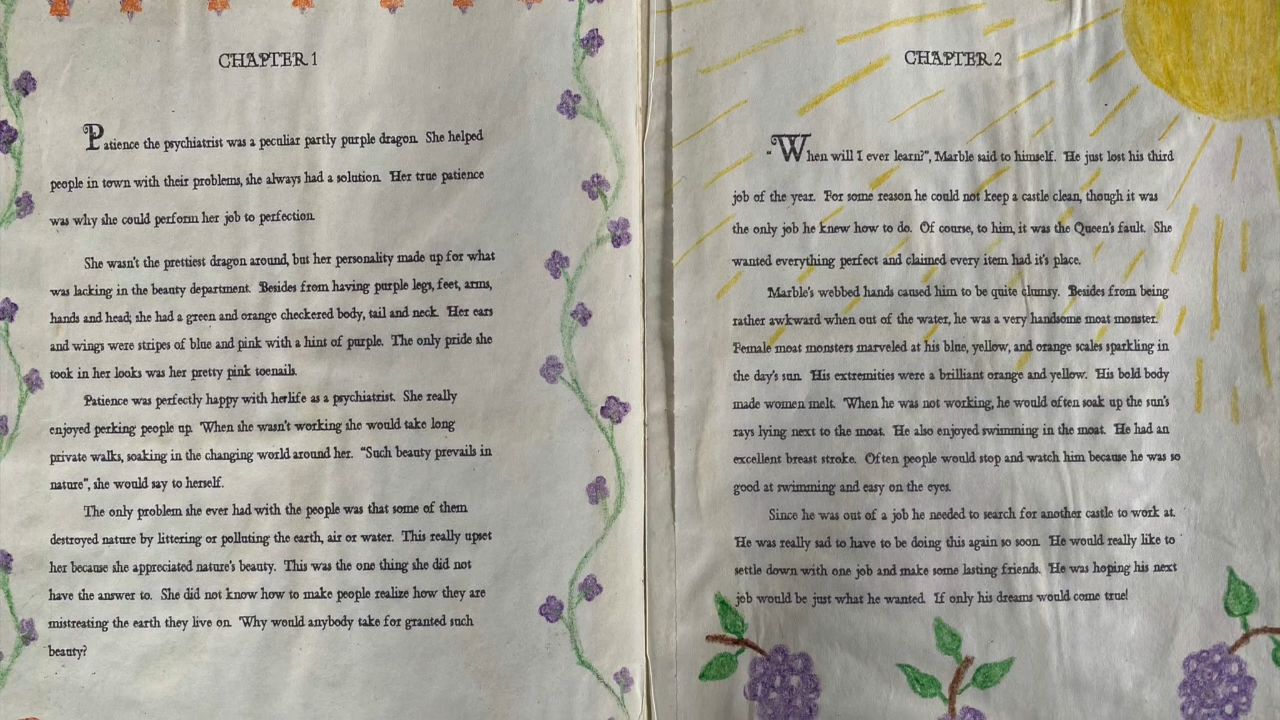 CHAPTER 1
Patience the psychiatrist was a peculiar partly purple dragon. She helped
people in town with their problems, she always had a solution. Her true patience
was why she could perform her job to perfection.
She wasn't the prettiest dragon around, but her personality made up for what
was lacking in the beauty department. Besides from having purple legs, feet, arms,
hands and head; she had a green and orange checkered body, tail and neck. Her ears
and wings were stripes of blue and pink with a hint of purple. The only pride she
took in her looks was her pretty pink toenails.
Patience was perfectly happy with herlife as a psychiatrist. She really
enjoyed perking people up. When she wasn't working she would take long
private walks, soaking in the changing world around her. "Such beauty prevails in
nature", she would say to herself.
The only problem she ever had with the people was that some of them
destroyed nature by littering or polluting the earth, air or water. This really upset
her because she appreciated nature's beauty. This was the one thing she did not
have the answer to. She did not know how to make people realize how they are
mistreating the earth they live on. Why would anybody take for granted such
beauty?
CHAPTER 2
"When will I ever learn?", Marble said to himself. He just lost his third
job of the year. For some reason he could not keep a castle clean, though it was
the only job he knew how to do. Of course, to him, it was the Queen's fault. She
wanted everything perfect and claimed every item had it's place.
Marble's webbed hands caused him to be quite clumsy. Besides from being
rather awkward when out of the water, he was a very handsome moat monster.
Female moat monsters marveled at his blue, yellow, and orange scales sparkling in
the day's sun. His extremities were a brilliant orange and yellow. His bold body
made women melt. When he was not working, he would often soak up the sun's
rays lying next to the moat. He also enjoyed swimming in the moat. He had an
excellent breast stroke. Often people would stop and watch him because he was so
good at swimming and easy on the eyes.
Since he was out of a job he needed to search for another castle to work at.
He was really sad to have to be doing this again so soon. He would really like to
settle down with one job and make some lasting friends. He was hoping his next
job would be just what he wanted. If only his dreams would come true!